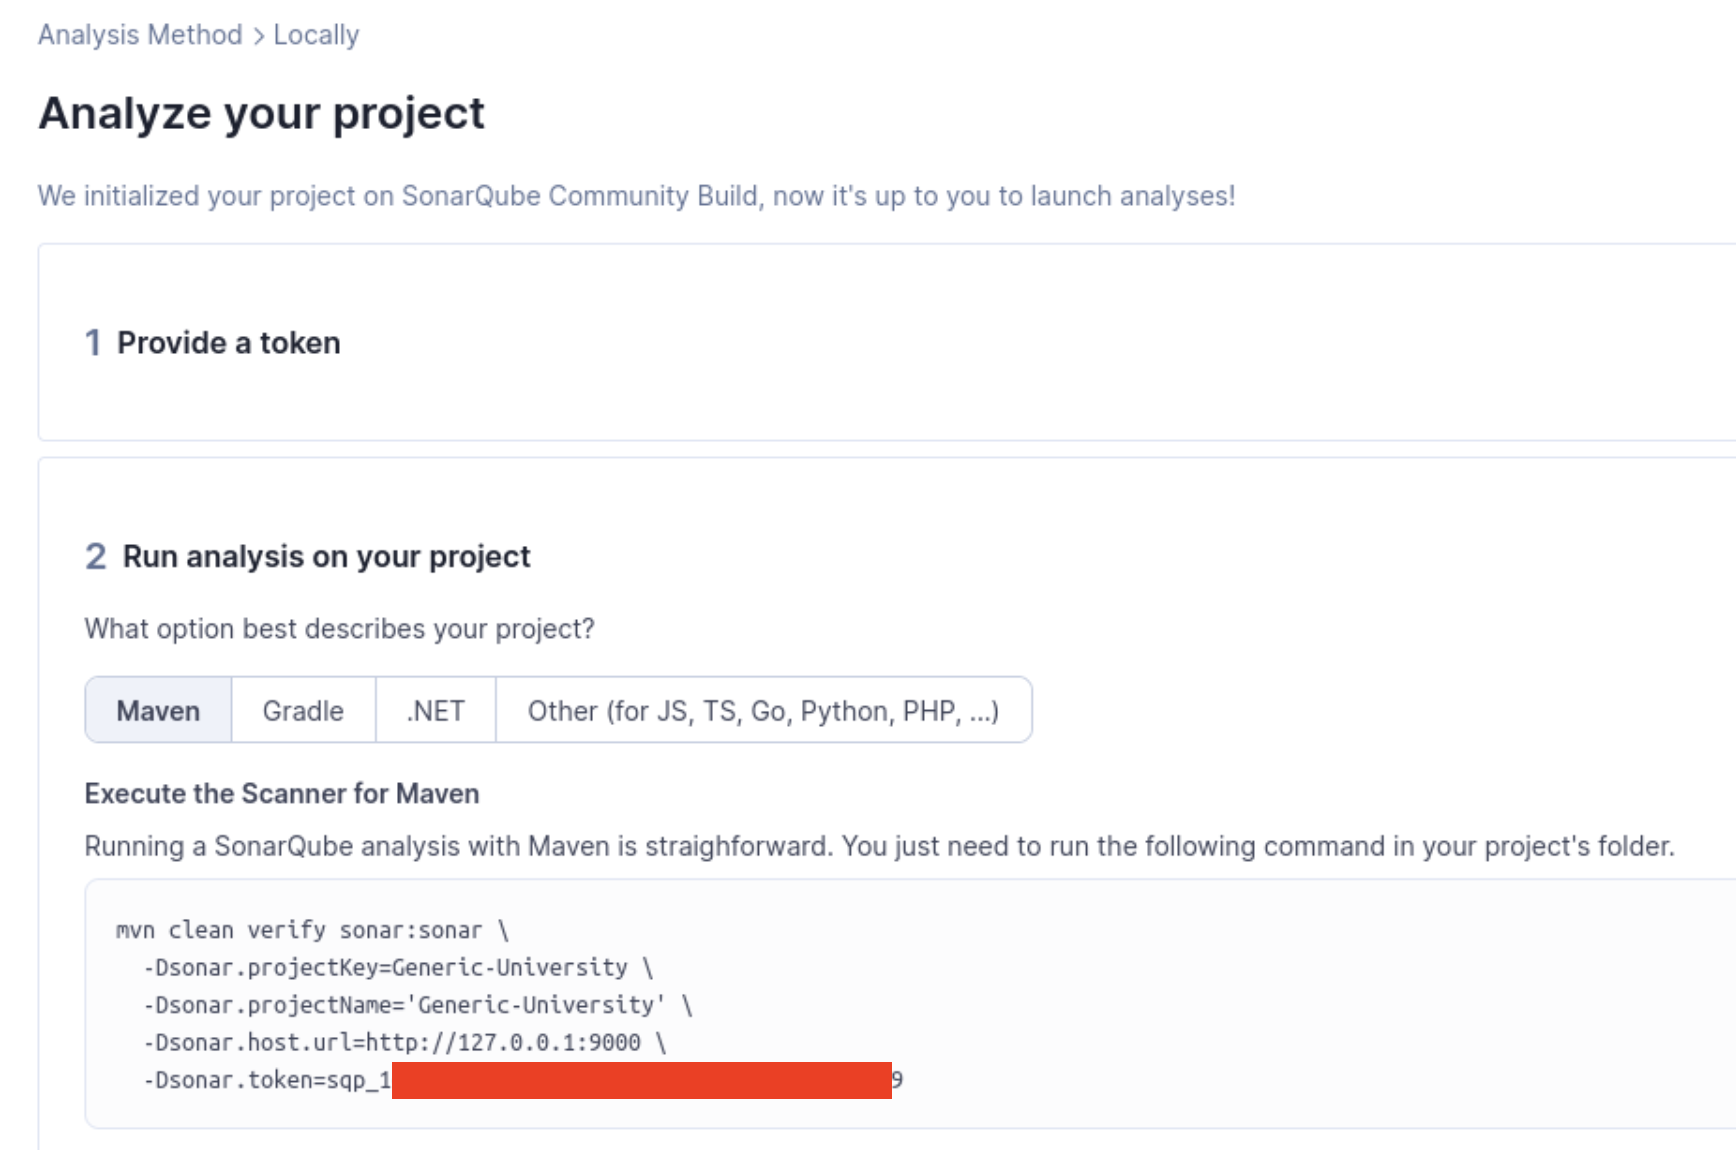 Analysis Method > Locally
Analyze your project
We initialized your project on SonarQube Community Build, now it's up to you to launch analyses!
1 Provide a token
2 Run analysis on your project
What option best describes your project?
Maven Gradle .NET Other (for JS, TS, Go, Python, PHP, ...)
Execute the Scanner for Maven
Running a SonarQube analysis with Maven is straighforward. You just need to run the following command in your project's folder.
mvn clean verify sonar:sonar \
-Dsonar.projectKey=Generic-University \
-Dsonar.projectName='Generic-University' \
-Dsonar.host.url=http://127.0.0.1:9000 \
-Dsonar.token=sqp_1 9